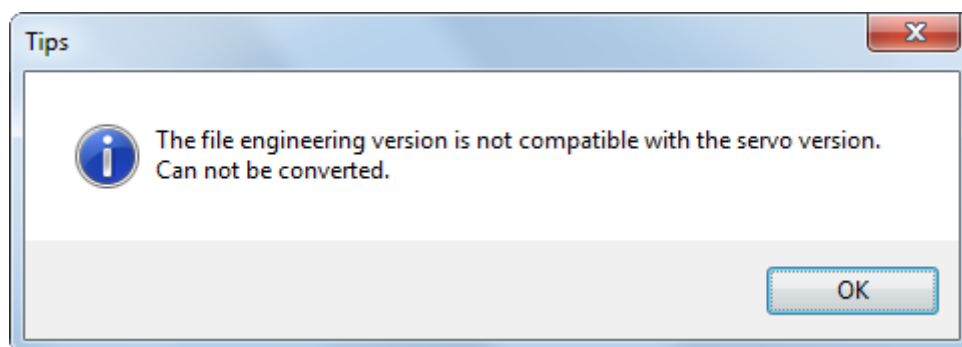 Tips
The file engineering version is not compatible with the servo version.
Can not be converted.
OK